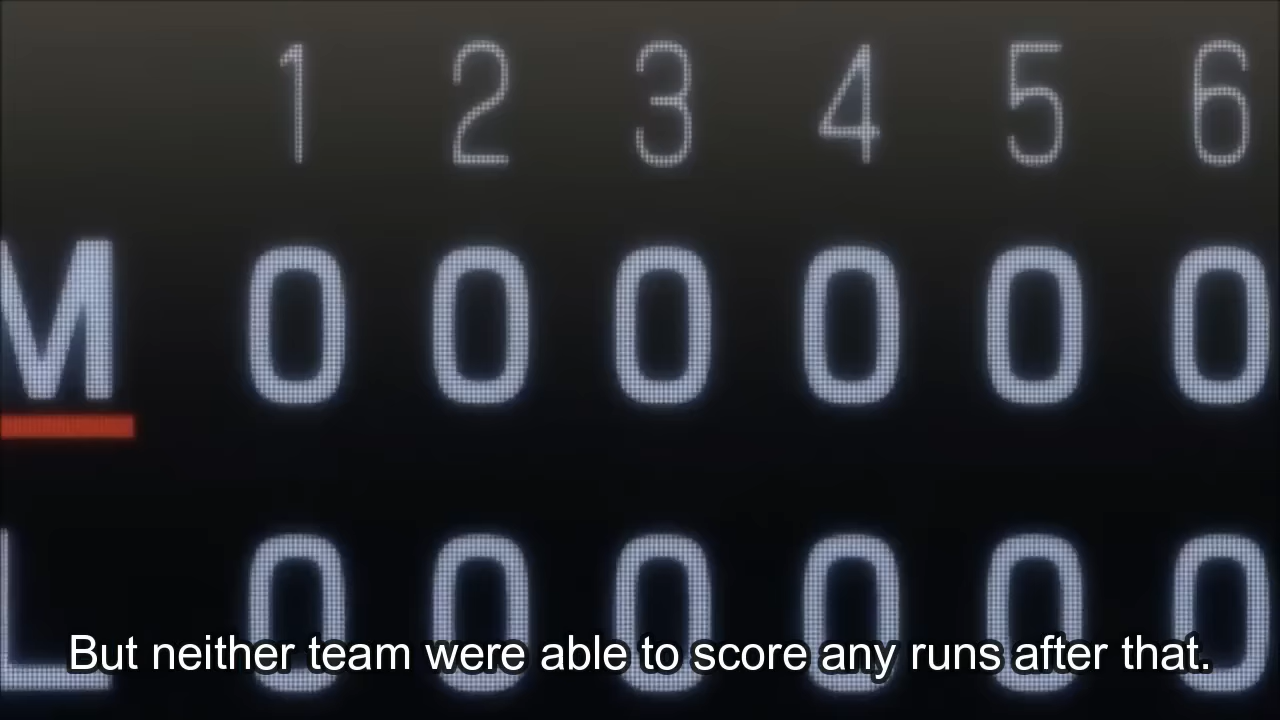 1 2 3 4 5 6
M 0 0 0 0 0 0
L 0 0 0 0 0 0
But neither team were able to score any runs after that.